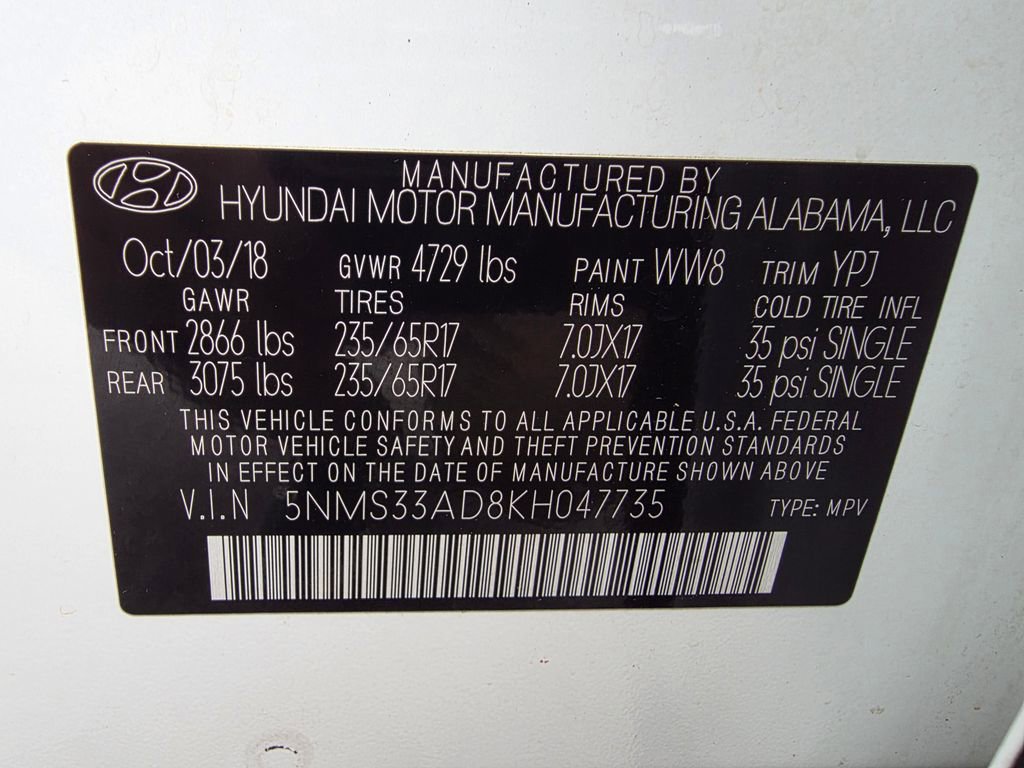 MANUFACTURED BY
HYUNDAI MOTOR MANUFACTURING ALABAMA, LLC
Oct/03/18 GVWR 4729 lbs PAINT WW8 TRIM YPJ
GAWR TIRES RIMS COLD TIRE INFL
FRONT 2866 lbs 235/65R17 7.0JX17 35 psi SINGLE
REAR 3075 lbs 235/65R17 7.0JX17 35 psi SINGLE
THIS VEHICLE CONFORMS TO ALL APPLICABLE U.S.A. FEDERAL
MOTOR VEHICLE SAFETY AND THEFT PREVENTION STANDARDS
IN EFFECT ON THE DATE OF MANUFACTURE SHOWN ABOVE
V.I.N 5NMS33AD8KH047735 TYPE: MPV